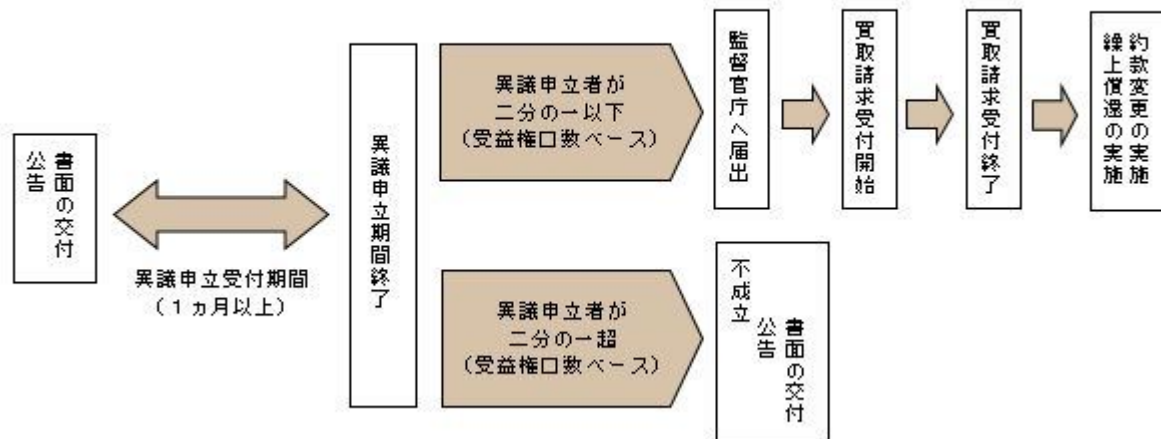 書面の交付
公告
異議申立受付期間
（１ヵ月以上）
異議申立期間終了
異議申立者が
二分の一以下
（受益権口数ベース）
監督官庁へ届出
買取請求受付開始
買取請求受付終了
約款変更の実施
繰上償還の実施
異議申立者が
二分の一超
（受益権口数ベース）
不成立
書面の交付
公告